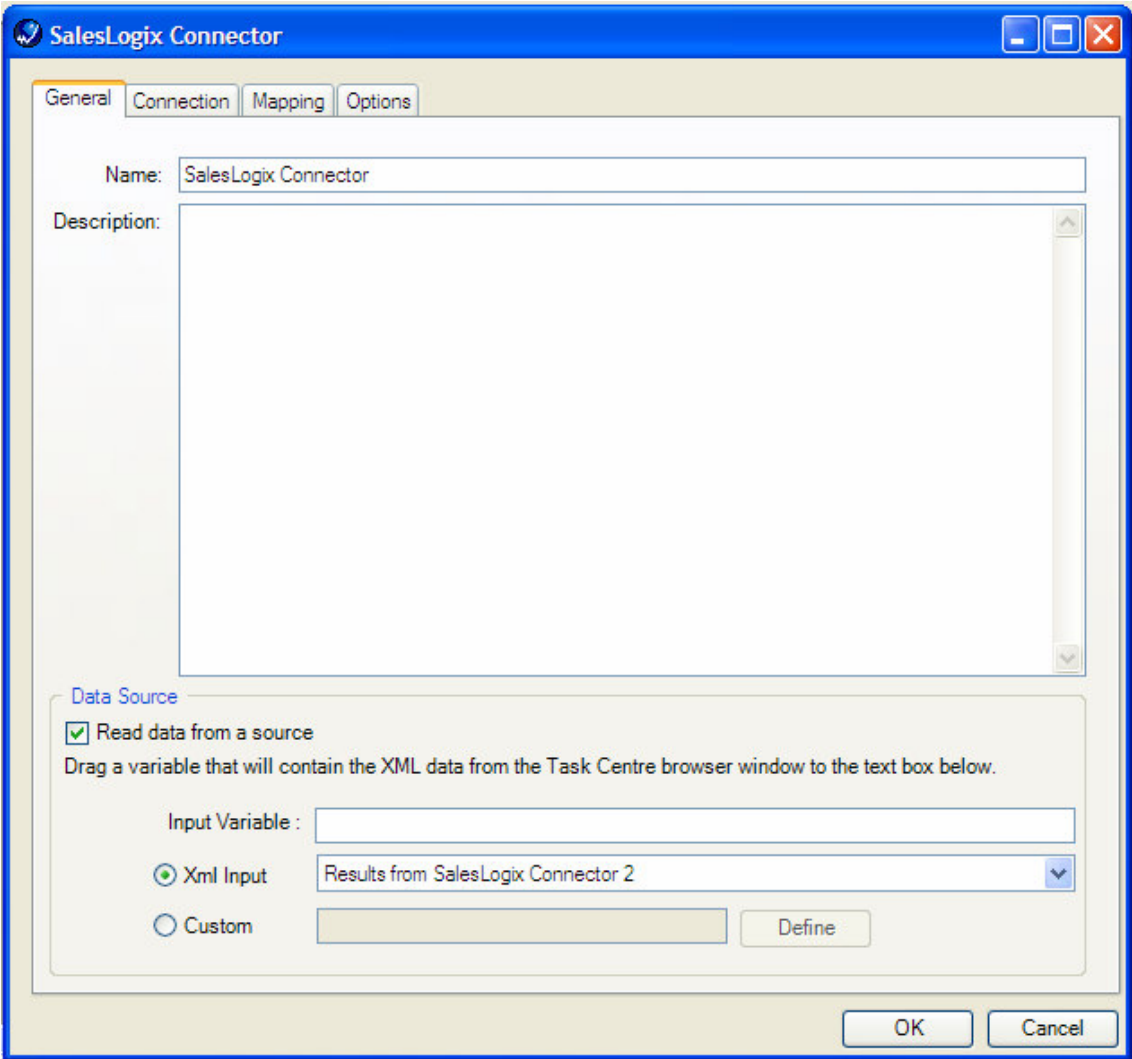 SalesLogix Connector
General Connection Mapping Options
Name: SalesLogix Connector
Description:
Data Source
Read data from a source
Drag a variable that will contain the XML data from the Task Centre browser window to the text box below.
Input Variable :
Xml Input Results from SalesLogix Connector 2
Custom Define
OK Cancel